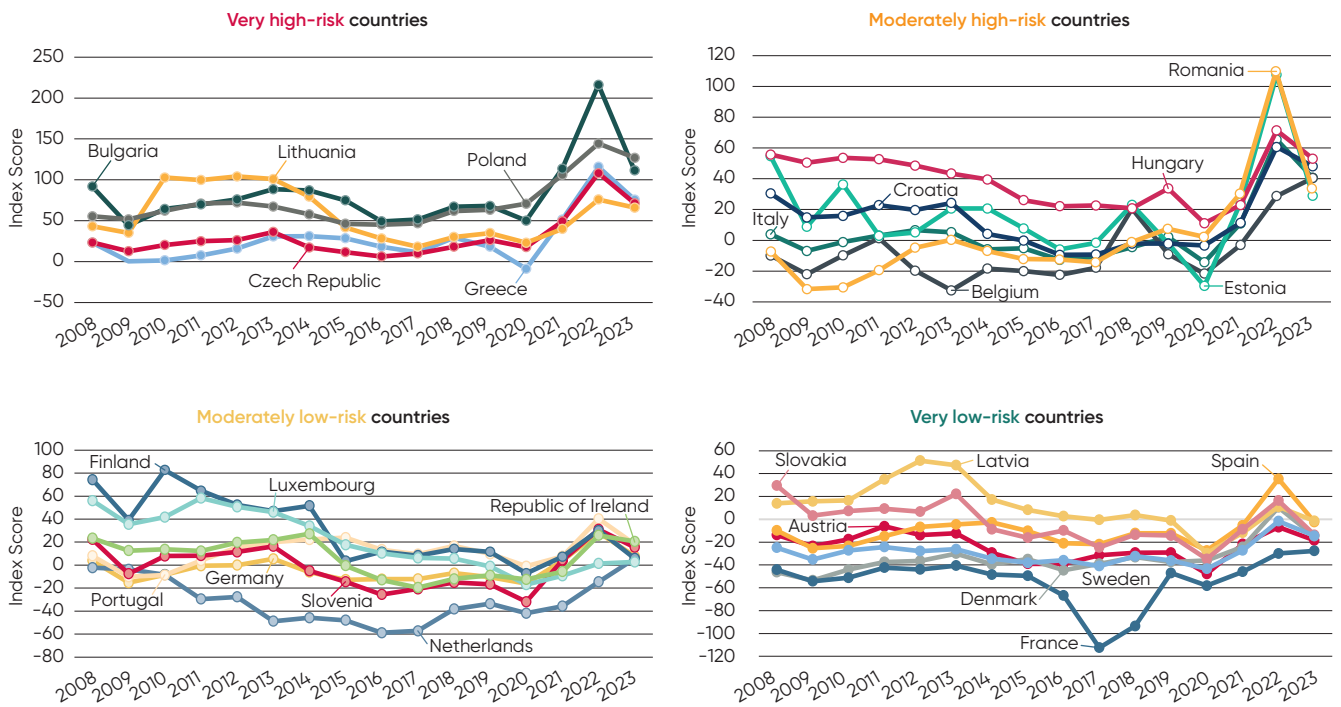 Very high-risk countries
Index Score
250
200
150
100
50
0
−50
Bulgaria
Lithuania
Poland
Czech Republic
Greece
2008 2009 2010 2011 2012 2013 2014 2015 2016 2017 2018 2019 2020 2021 2022 2023
Moderately high-risk countries
Index Score
120
100
80
60
40
20
0
−20
−40
Romania
Hungary
Croatia
Italy
Belgium
Estonia
2008 2009 2010 2011 2012 2013 2014 2015 2016 2017 2018 2019 2020 2021 2022 2023
Moderately low-risk countries
Index Score
100
80
60
40
20
0
−20
−40
−60
−80
Finland
Luxembourg
Republic of Ireland
Germany
Portugal
Slovenia
Netherlands
2008 2009 2010 2011 2012 2013 2014 2015 2016 2017 2018 2019 2020 2021 2022 2023
Very low-risk countries
Index Score
60
40
20
0
−20
−40
−60
−80
−100
−120
Slovakia
Latvia
Spain
Austria
Sweden
Denmark
France
2008 2009 2010 2011 2012 2013 2014 2015 2016 2017 2018 2019 2020 2021 2022 2023